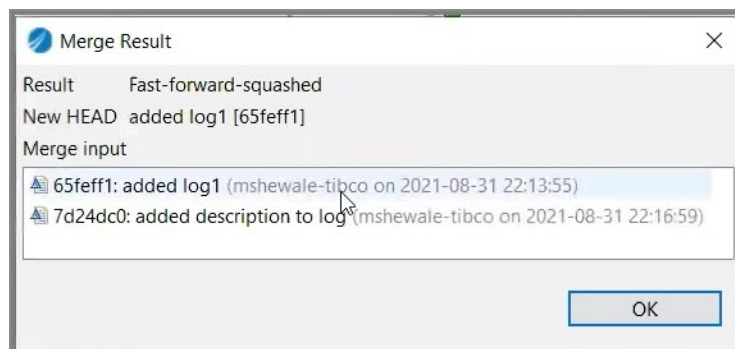 Merge Result
Result Fast-forward-squashed
New HEAD added log1 [65feff1]
Merge input
65feff1: added log1 (mshewale-tibco on 2021-08-31 22:13:55)
7d24dc0: added description to log (mshewale-tibco on 2021-08-31 22:16:59)
OK